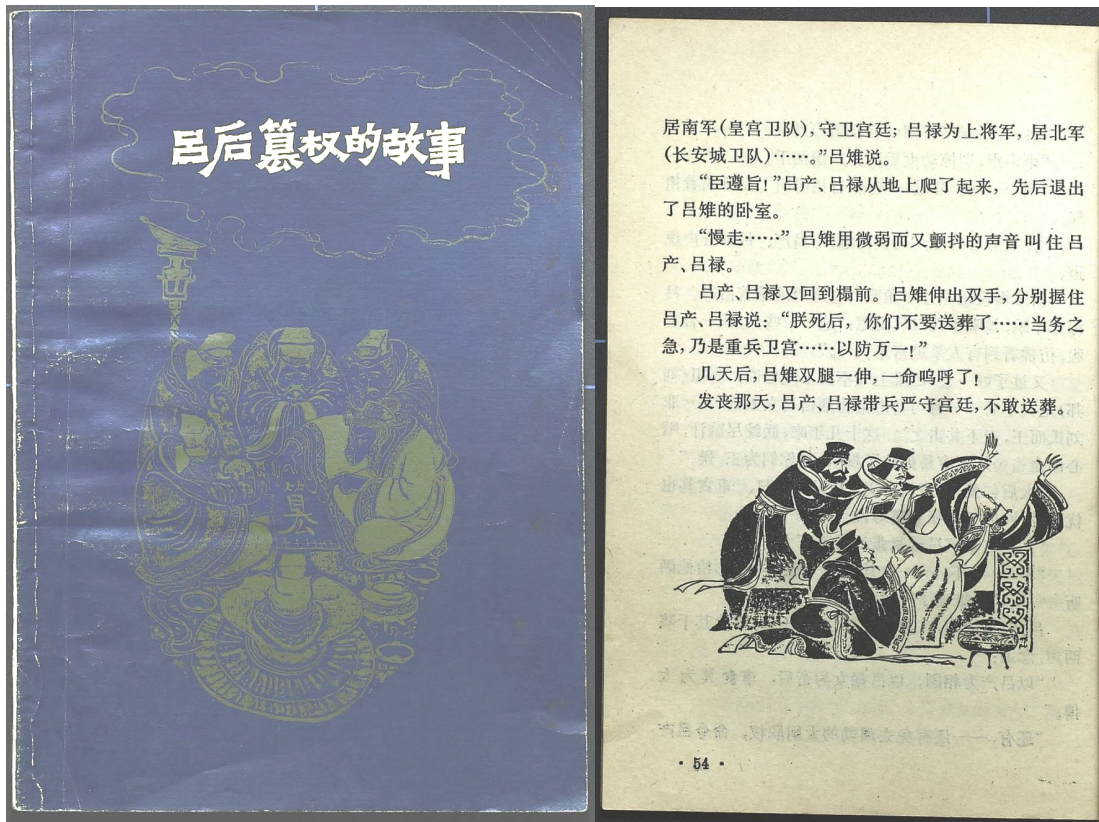 吕后篡权的故事
篡
居南军(皇宫卫队),守卫宫廷;吕禄为上将军,居北军
(长安城卫队)……。”吕雉说。
“臣遵旨!”吕产、吕禄从地上爬了起来,先后退出
了吕雉的卧室。
“慢走……”吕雉用微弱而又颤抖的声音叫住吕
产、吕禄。
吕产、吕禄又回到榻前。吕雉伸出双手,分别握住
吕产、吕禄说:“朕死后,你们不要送葬了……当务之
急,乃是重兵卫宫……以防万一!”
几天后,吕雉双腿一伸,一命呜呼了!
发丧那天,吕产、吕禄带兵严守宫廷,不敢送葬。
·54·